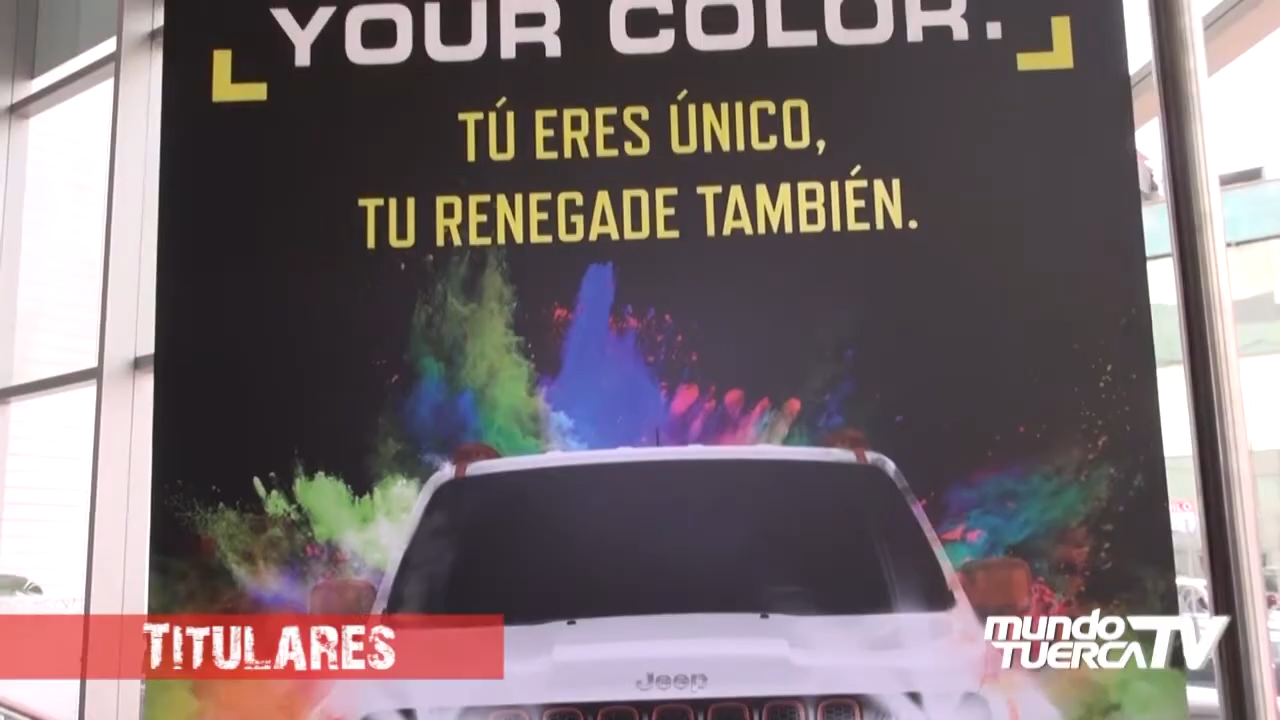 YOUR COLOR.
TÚ ERES ÚNICO,
TU RENEGADE TAMBIÉN.
Jeep
TITULARES
mundo
TUERCA TV